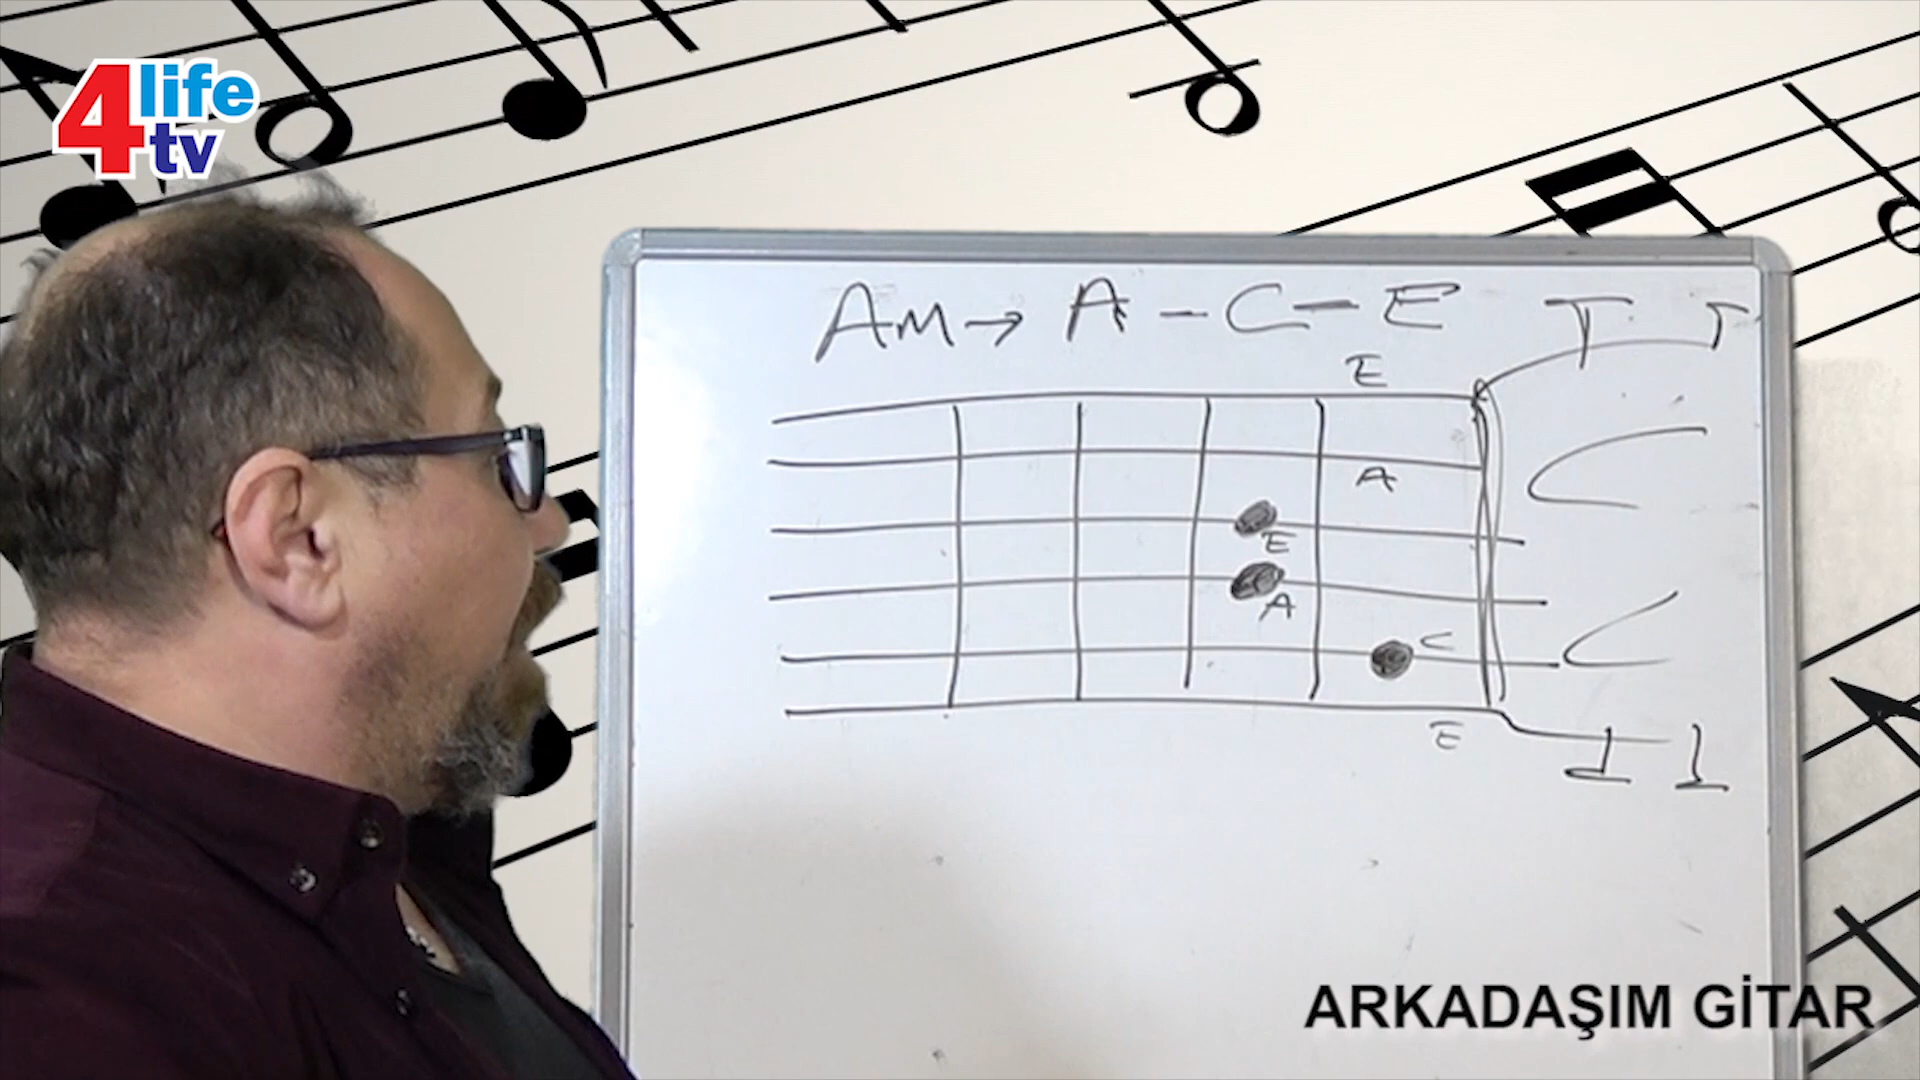 4life
tv
Am → A - C - E
E
A
E
A
C
E
ARKADAŞIM GİTAR